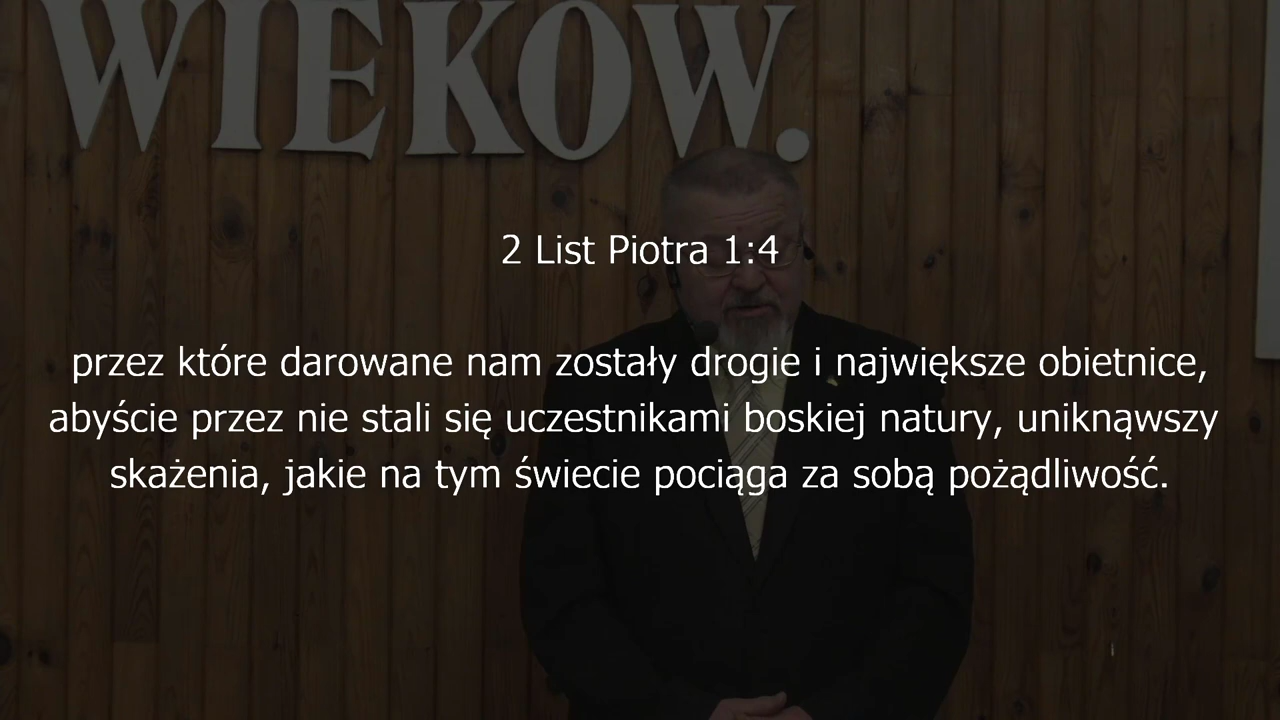 WIEKÓW.
2 List Piotra 1:4
przez które darowane nam zostały drogie i największe obietnice,
abyście przez nie stali się uczestnikami boskiej natury, uniknąwszy
skażenia, jakie na tym świecie pociąga za sobą pożądliwość.